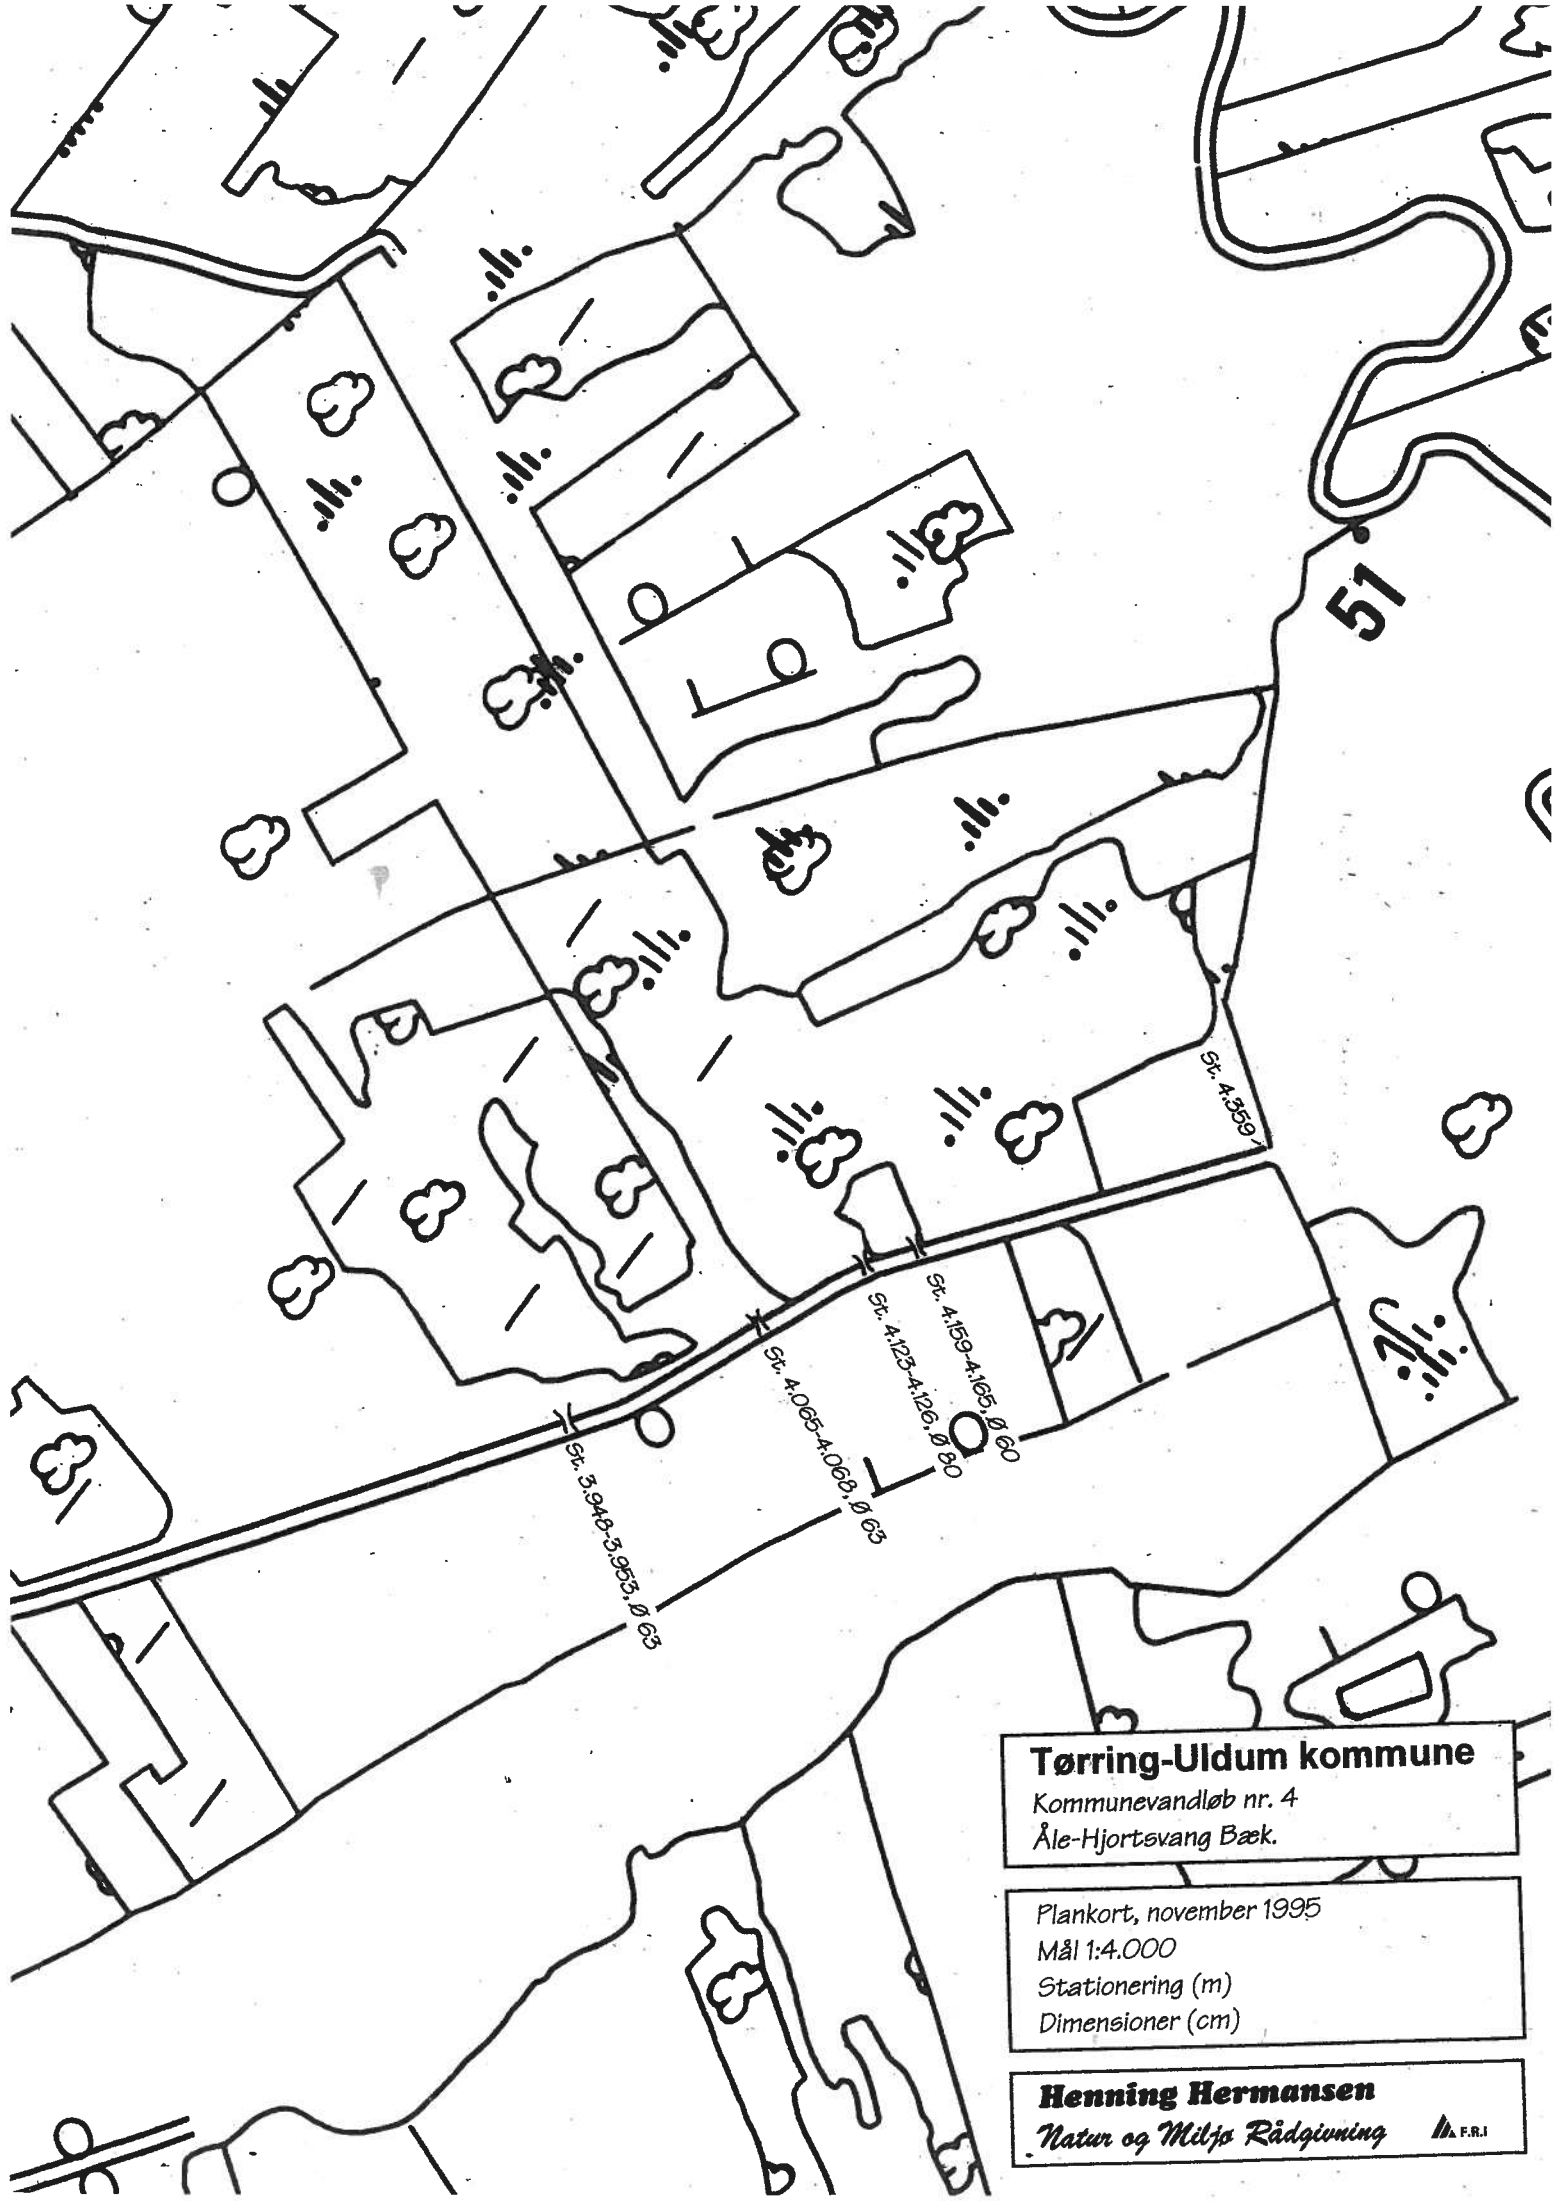 51
St. 4.359
St. 4.159-4.165, Ø 60
St. 4.123-4.126, Ø 80
St. 4.065-4.068, Ø 63
St. 3.948-3.953, Ø 63
Tørring-Uldum kommune
Kommunevandløb nr. 4
Åle-Hjortsvang Bæk.
Plankort, november 1995
Mål 1:4.000
Stationering (m)
Dimensioner (cm)
Henning Hermansen
Natur og Miljø Rådgivning F.R.I